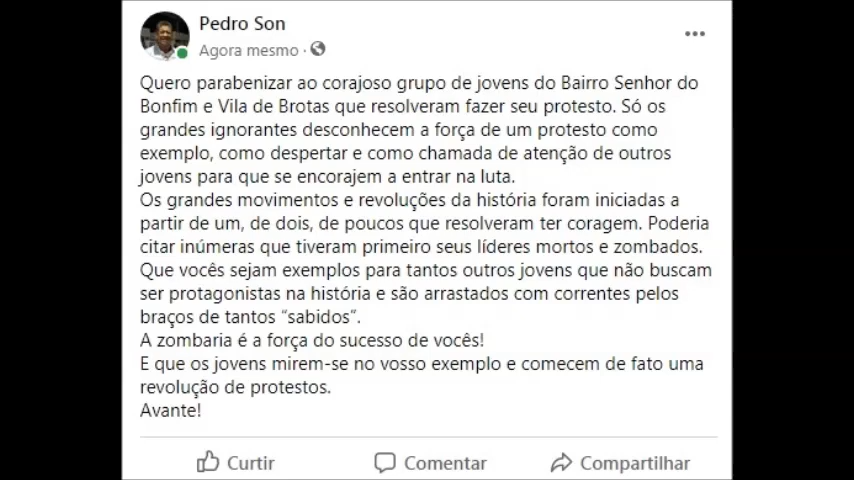 Pedro Son
Agora mesmo ·
Quero parabenizar ao corajoso grupo de jovens do Bairro Senhor do
Bonfim e Vila de Brotas que resolveram fazer seu protesto. Só os
grandes ignorantes desconhecem a força de um protesto como
exemplo, como despertar e como chamada de atenção de outros
jovens para que se encorajem a entrar na luta.
Os grandes movimentos e revoluções da história foram iniciadas a
partir de um, de dois, de poucos que resolveram ter coragem. Poderia
citar inúmeras que tiveram primeiro seus líderes mortos e zombados.
Que vocês sejam exemplos para tantos outros jovens que não buscam
ser protagonistas na história e são arrastados com correntes pelos
braços de tantos “sabidos”.
A zombaria é a força do sucesso de vocês!
E que os jovens mirem-se no vosso exemplo e comecem de fato uma
revolução de protestos.
Avante!
Curtir Comentar Compartilhar